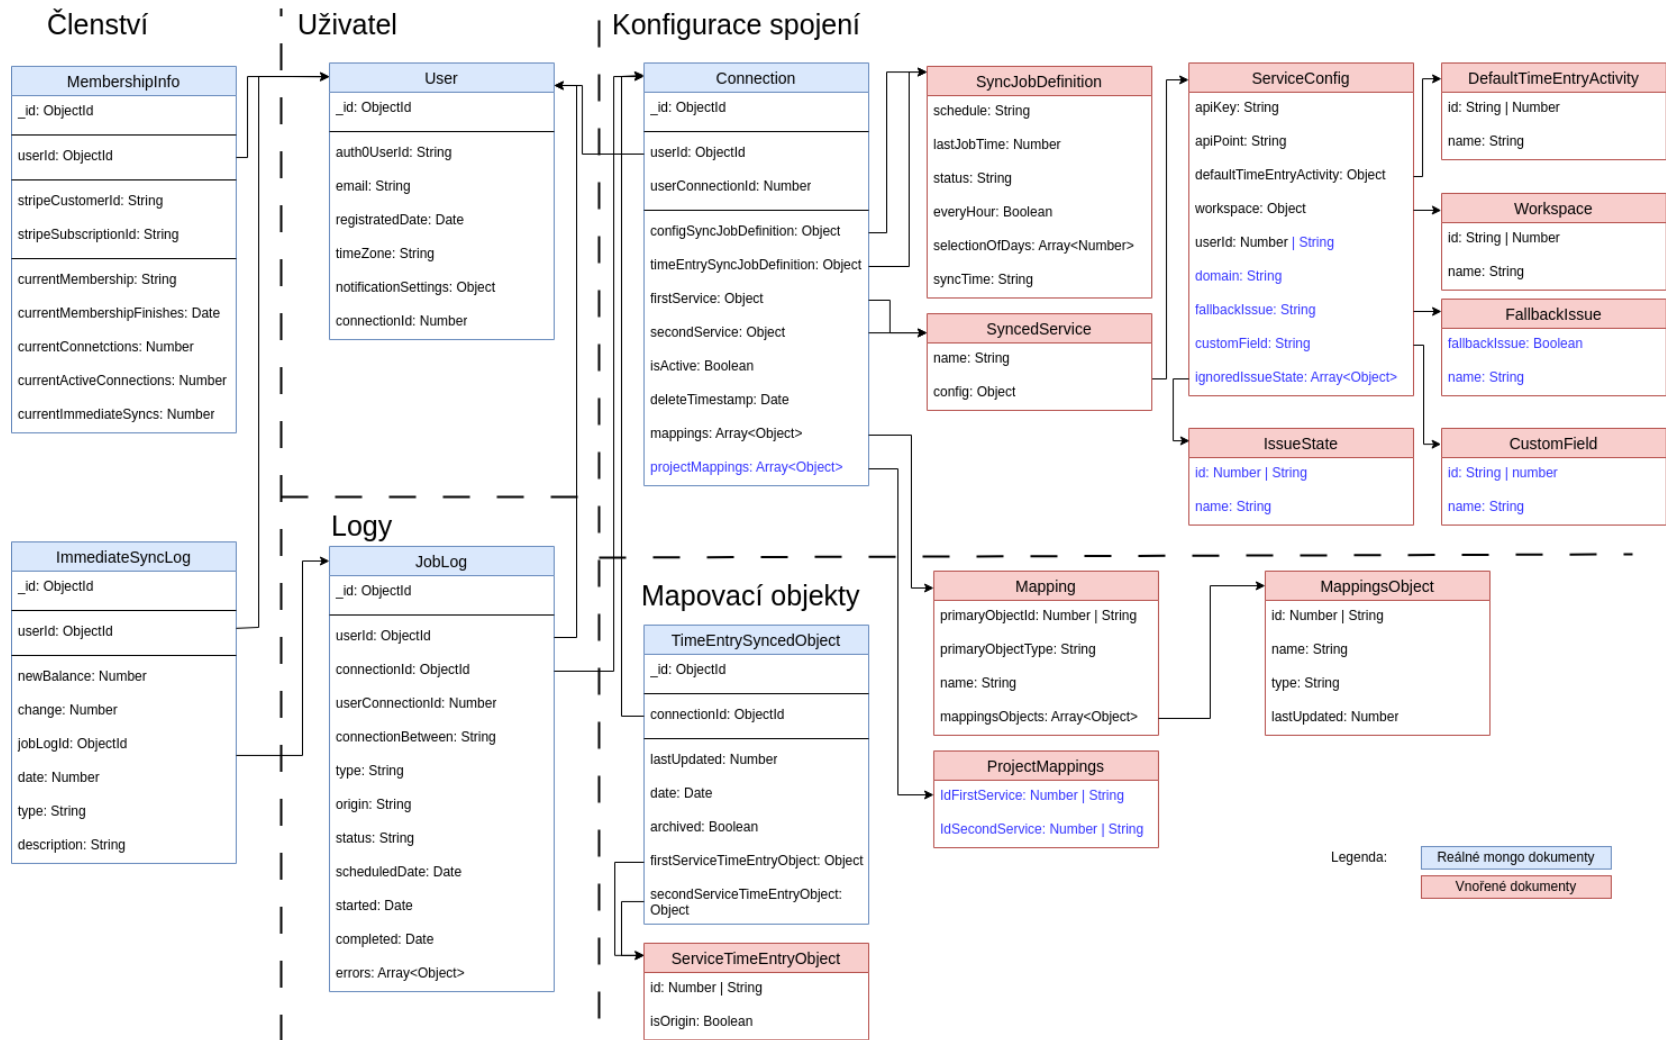 Členství
MembershipInfo
_id: ObjectId
userId: ObjectId
stripeCustomerId: String
stripeSubscriptionId: String
currentMembership: String
currentMembershipFinishes: Date
currentConnetctions: Number
currentActiveConnections: Number
currentImmediateSyncs: Number
ImmediateSyncLog
_id: ObjectId
userId: ObjectId
newBalance: Number
change: Number
jobLogId: ObjectId
date: Number
type: String
description: String
Uživatel
User
_id: ObjectId
auth0UserId: String
email: String
registratedDate: Date
timeZone: String
notificationSettings: Object
connectionId: Number
Logy
JobLog
_id: ObjectId
userId: ObjectId
connectionId: ObjectId
userConnectionId: Number
connectionBetween: String
type: String
origin: String
status: String
scheduledDate: Date
started: Date
completed: Date
errors: Array<Object>
Konfigurace spojení
Connection
_id: ObjectId
userId: ObjectId
userConnectionId: Number
configSyncJobDefinition: Object
timeEntrySyncJobDefinition: Object
firstService: Object
secondService: Object
isActive: Boolean
deleteTimestamp: Date
mappings: Array<Object>
projectMappings: Array<Object>
SyncJobDefinition
schedule: String
lastJobTime: Number
status: String
everyHour: Boolean
selectionOfDays: Array<Number>
syncTime: String
SyncedService
name: String
config: Object
ServiceConfig
apiKey: String
apiPoint: String
defaultTimeEntryActivity: Object
workspace: Object
userId: Number | String
domain: String
fallbackIssue: String
customField: String
ignoredIssueState: Array<Object>
IssueState
id: Number | String
name: String
DefaultTimeEntryActivity
id: String | Number
name: String
Workspace
id: String | Number
name: String
FallbackIssue
fallbackIssue: Boolean
name: String
CustomField
id: String | number
name: String
Mapovací objekty
TimeEntrySyncedObject
_id: ObjectId
connectionId: ObjectId
lastUpdated: Number
date: Date
archived: Boolean
firstServiceTimeEntryObject: Object
secondServiceTimeEntryObject:
Object
ServiceTimeEntryObject
id: Number | String
isOrigin: Boolean
Mapping
primaryObjectId: Number | String
primaryObjectType: String
name: String
mappingsObjects: Array<Object>
ProjectMappings
IdFirstService: Number | String
IdSecondService: Number | String
MappingsObject
id: Number | String
name: String
type: String
lastUpdated: Number
Legenda:
Reálné mongo dokumenty
Vnořené dokumenty